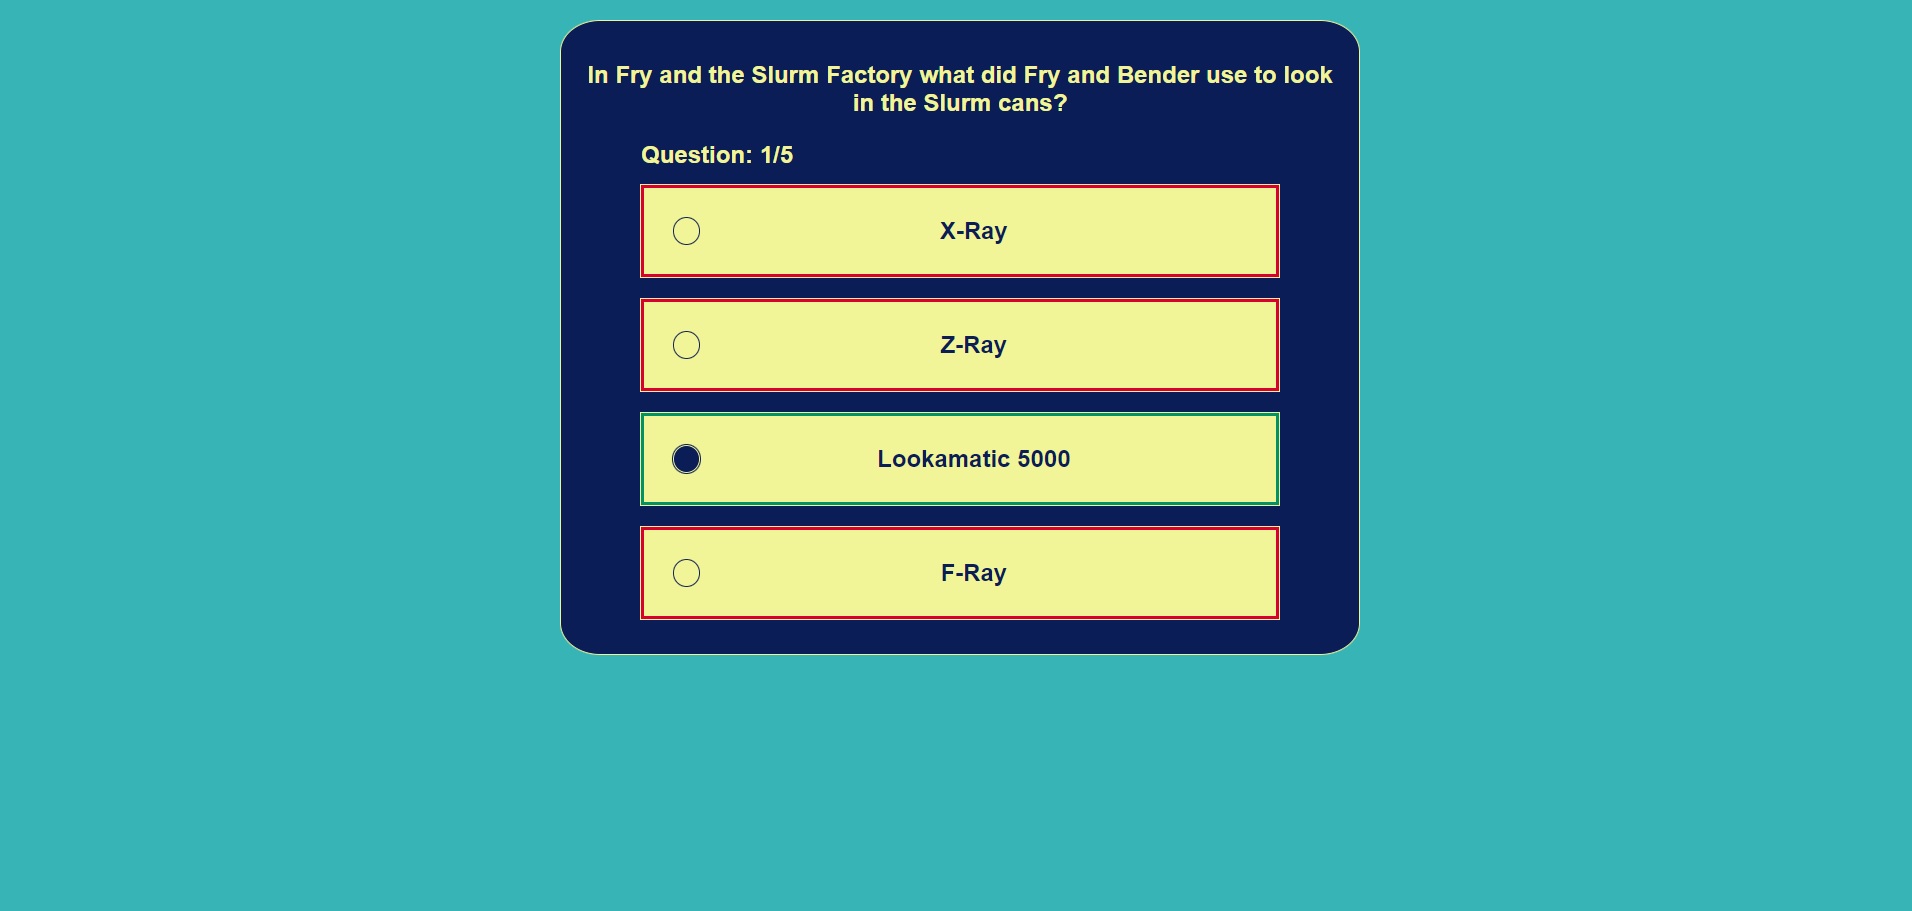 In Fry and the Slurm Factory what did Fry and Bender use to look
in the Slurm cans?
Question: 1/5
X-Ray
Z-Ray
Lookamatic 5000
F-Ray